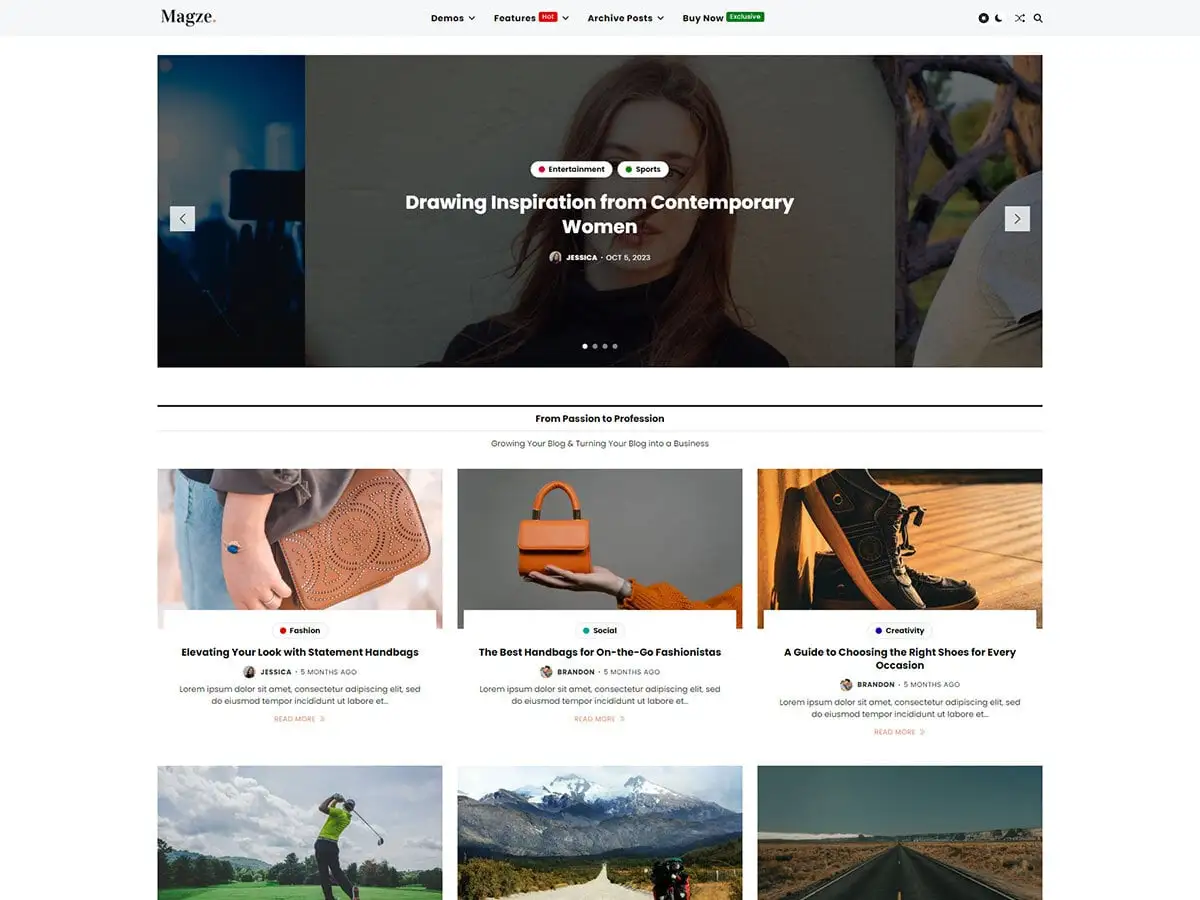 Magze.
Demos Features Hot Archive Posts Buy Now Exclusive
Entertainment Sports
Drawing Inspiration from Contemporary
Women
JESSICA · OCT 5, 2023
From Passion to Profession
Growing Your Blog & Turning Your Blog into a Business
Fashion
Elevating Your Look with Statement Handbags
JESSICA · 5 MONTHS AGO
Lorem ipsum dolor sit amet, consectetur adipiscing elit, sed
do eiusmod tempor incididunt ut labore et...
READ MORE
Social
The Best Handbags for On-the-Go Fashionistas
BRANDON · 5 MONTHS AGO
Lorem ipsum dolor sit amet, consectetur adipiscing elit, sed
do eiusmod tempor incididunt ut labore et...
READ MORE
Creativity
A Guide to Choosing the Right Shoes for Every
Occasion
BRANDON · 5 MONTHS AGO
Lorem ipsum dolor sit amet, consectetur adipiscing elit, sed
do eiusmod tempor incididunt ut labore et...
READ MORE